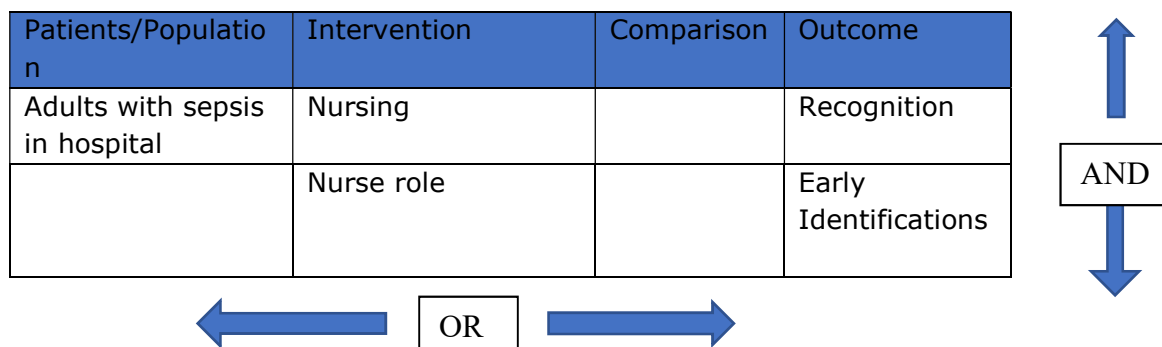 Patients/Populatio
n
Intervention
Comparison
Outcome
Adults with sepsis
in hospital
Nursing
Recognition
Nurse role
Early
Identifications
AND
OR